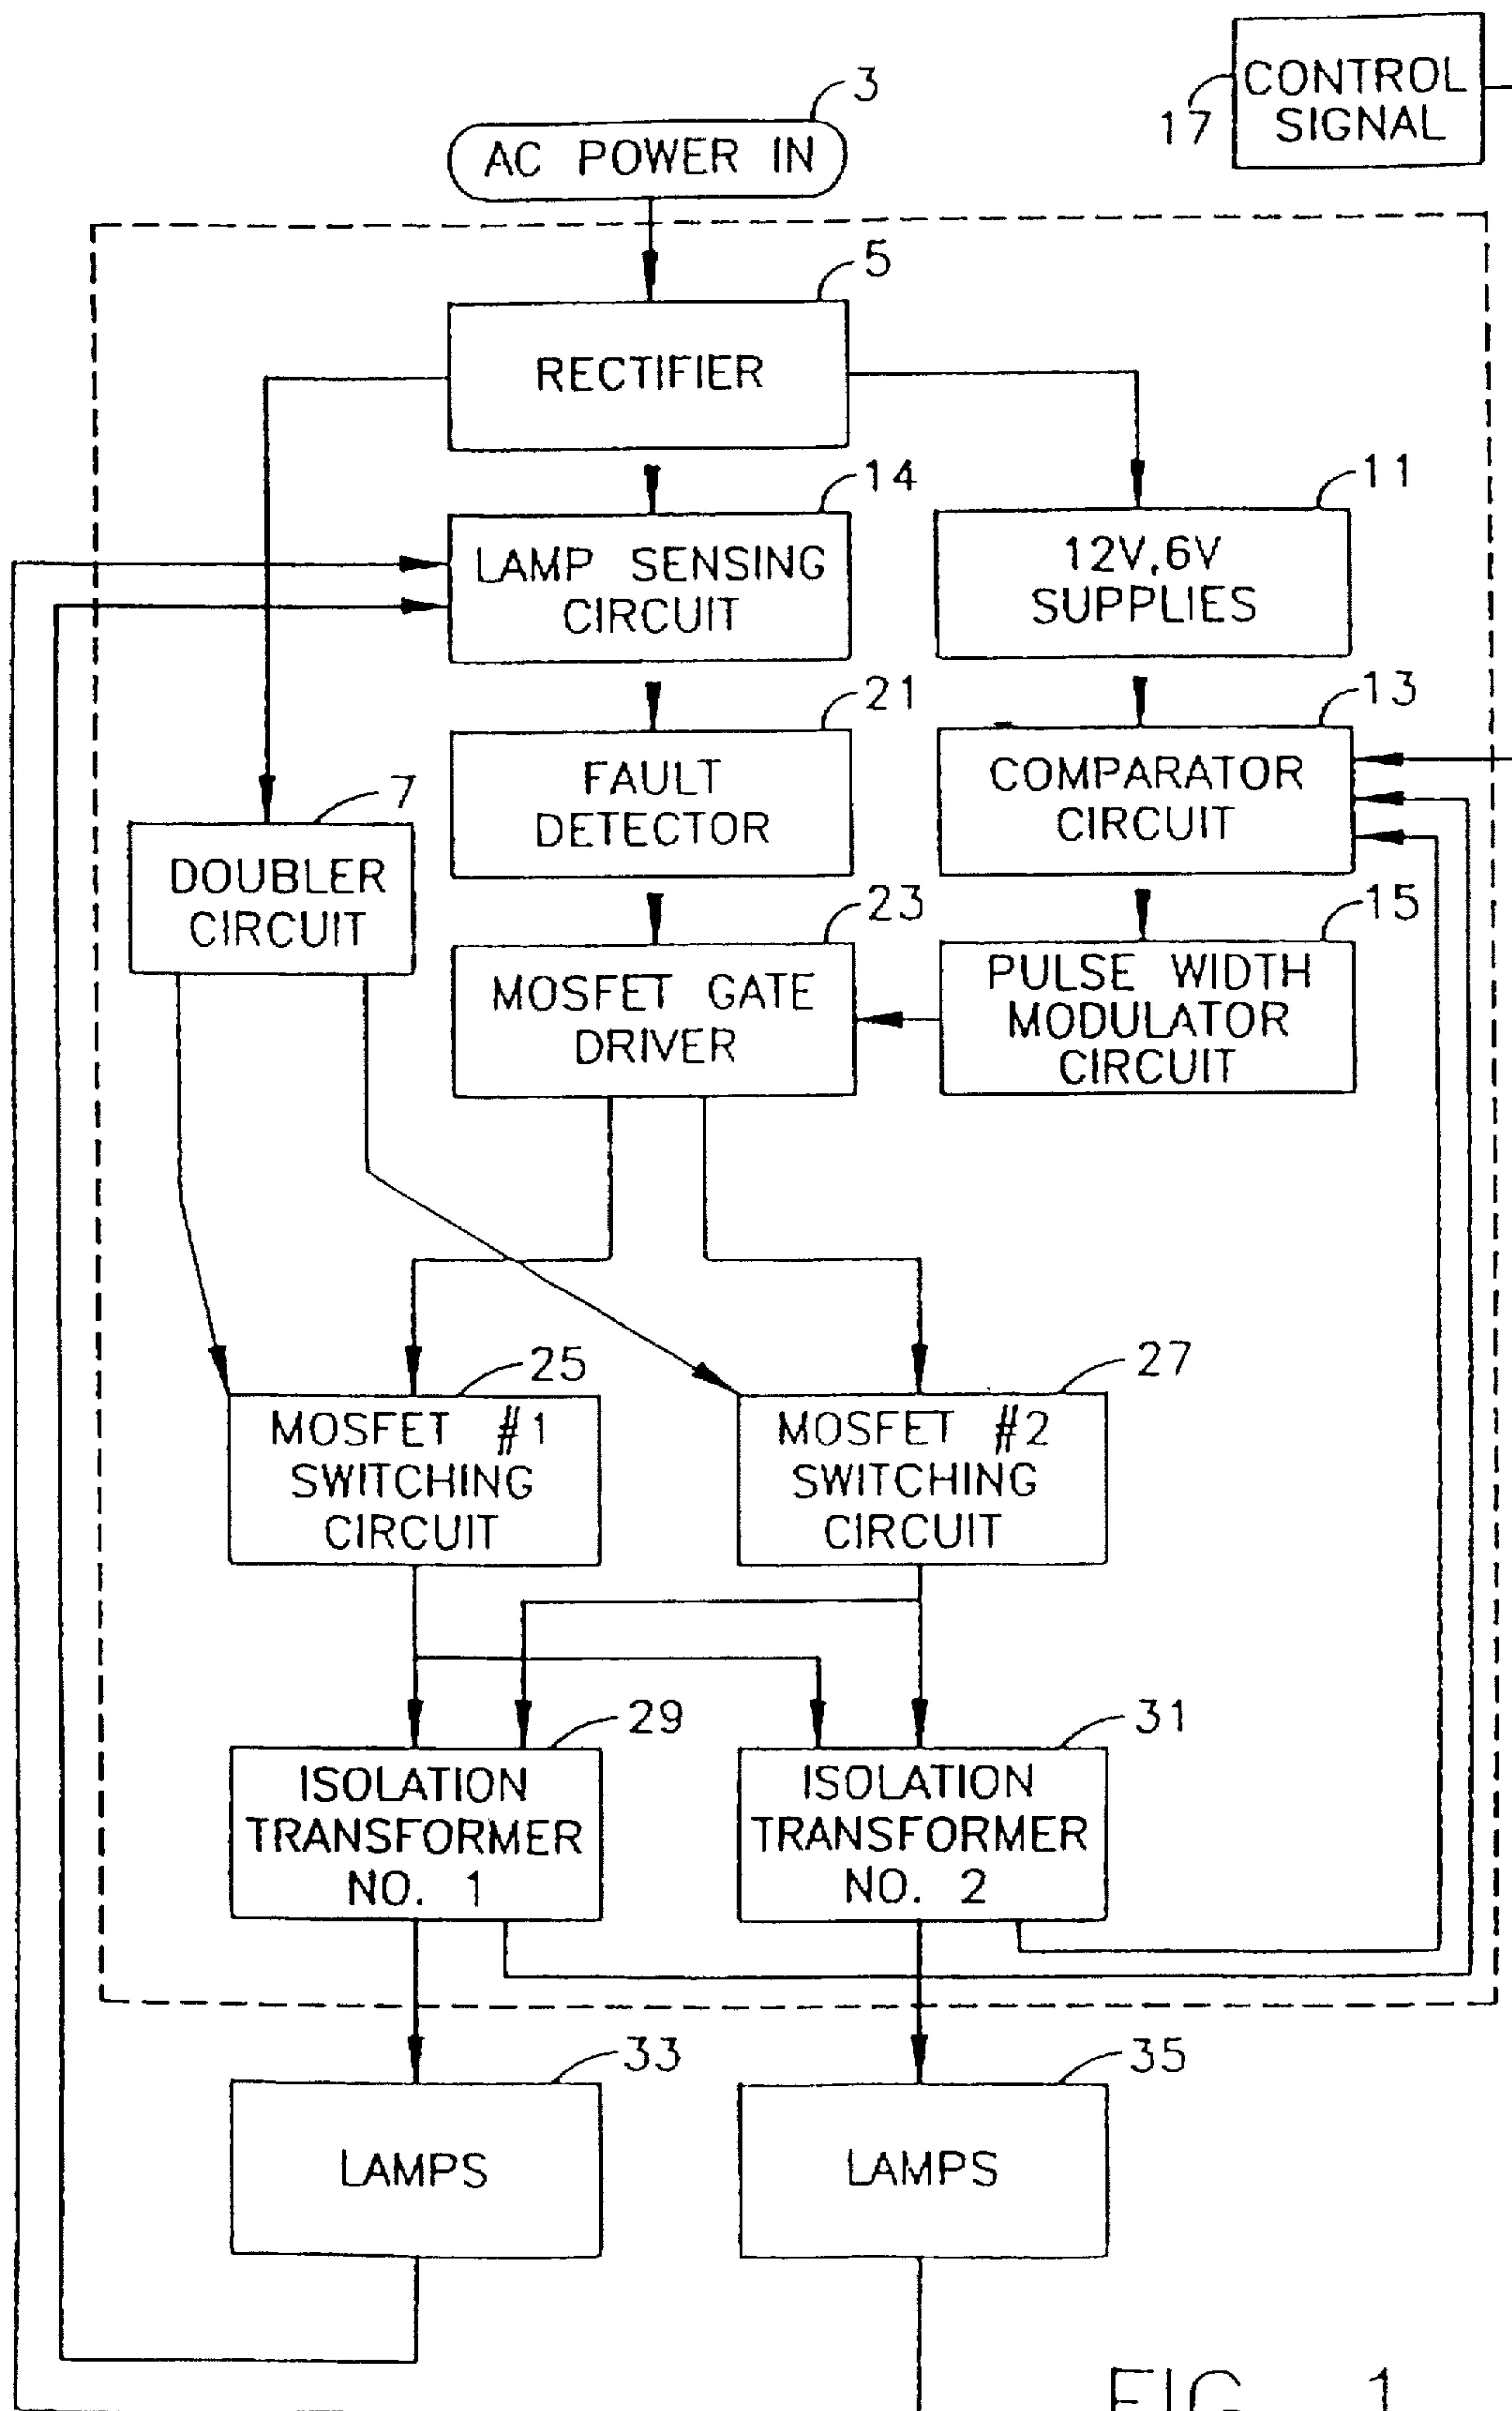 CONTROL
SIGNAL
17
3
AC POWER IN
5
RECTIFIER
14
LAMP SENSING
CIRCUIT
11
12V,6V
SUPPLIES
21
FAULT
DETECTOR
13
COMPARATOR
CIRCUIT
7
DOUBLER
CIRCUIT
23
MOSFET GATE
DRIVER
15
PULSE WIDTH
MODULATOR
CIRCUIT
25
MOSFET #1
SWITCHING
CIRCUIT
27
MOSFET #2
SWITCHING
CIRCUIT
29
ISOLATION
TRANSFORMER
NO. 1
31
ISOLATION
TRANSFORMER
NO. 2
33
LAMPS
35
LAMPS
FIG. 1